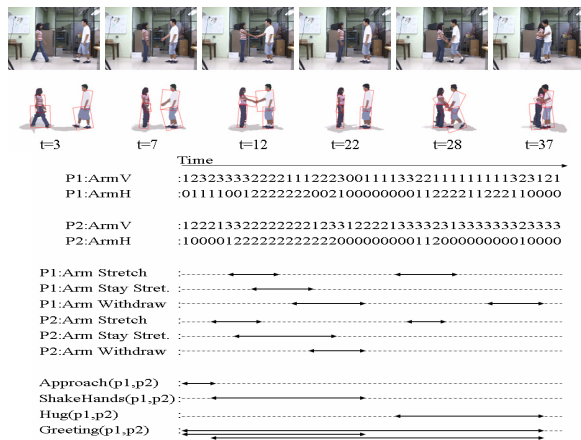 t=3 t=7 t=12 t=22 t=28 t=37
Time
P1:ArmV :12323333222211122230011113322111111111323121
P1:ArmH :01111001222222200210000000011222211222110000
P2:ArmV :12221332222222212331222213333231333333323333
P2:ArmH :10000122222222222220000000011200000000010000
P1:Arm Stretch :
P1:Arm Stay Stret. :
P1:Arm Withdraw :
P2:Arm Stretch :
P2:Arm Stay Stret. :
P2:Arm Withdraw :
Approach(p1,p2) :
ShakeHands(p1,p2) :
Hug(p1,p2) :
Greeting(p1,p2) :